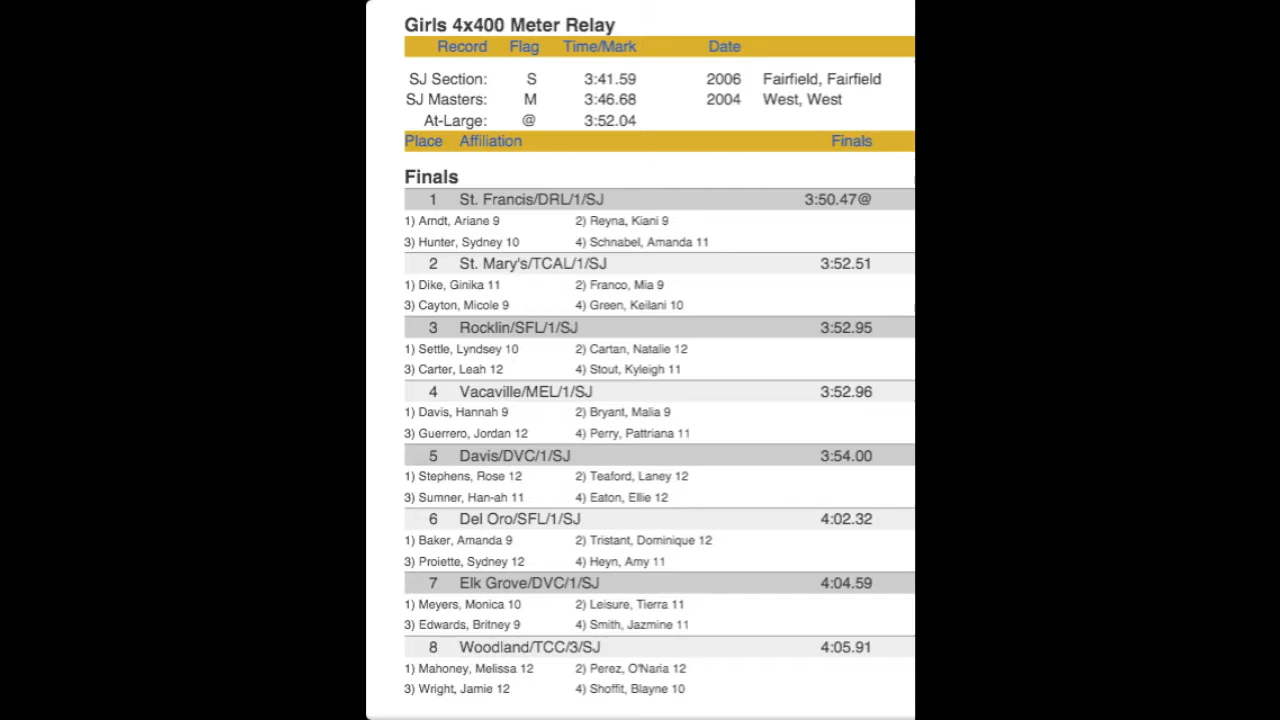 Girls 4x400 Meter Relay
Record Flag Time/Mark Date
SJ Section: S 3:41.59 2006 Fairfield, Fairfield
SJ Masters: M 3:46.68 2004 West, West
At-Large: @ 3:52.04
Place Affiliation Finals
Finals
1 St. Francis/DRL/1/SJ 3:50.47@
1) Arndt, Ariane 9 2) Reyna, Kiani 9
3) Hunter, Sydney 10 4) Schnabel, Amanda 11
2 St. Mary's/TCAL/1/SJ 3:52.51
1) Dike, Ginika 11 2) Franco, Mia 9
3) Cayton, Micole 9 4) Green, Keilani 10
3 Rocklin/SFL/1/SJ 3:52.95
1) Settle, Lyndsey 10 2) Cartan, Natalie 12
3) Carter, Leah 12 4) Stout, Kyleigh 11
4 Vacaville/MEL/1/SJ 3:52.96
1) Davis, Hannah 9 2) Bryant, Malia 9
3) Guerrero, Jordan 12 4) Perry, Pattriana 11
5 Davis/DVC/1/SJ 3:54.00
1) Stephens, Rose 12 2) Teaford, Laney 12
3) Sumner, Han-ah 11 4) Eaton, Ellie 12
6 Del Oro/SFL/1/SJ 4:02.32
1) Baker, Amanda 9 2) Tristant, Dominique 12
3) Proiette, Sydney 12 4) Heyn, Amy 11
7 Elk Grove/DVC/1/SJ 4:04.59
1) Meyers, Monica 10 2) Leisure, Tierra 11
3) Edwards, Britney 9 4) Smith, Jazmine 11
8 Woodland/TCC/3/SJ 4:05.91
1) Mahoney, Melissa 12 2) Perez, O'Naria 12
3) Wright, Jamie 12 4) Shoffit, Blayne 10